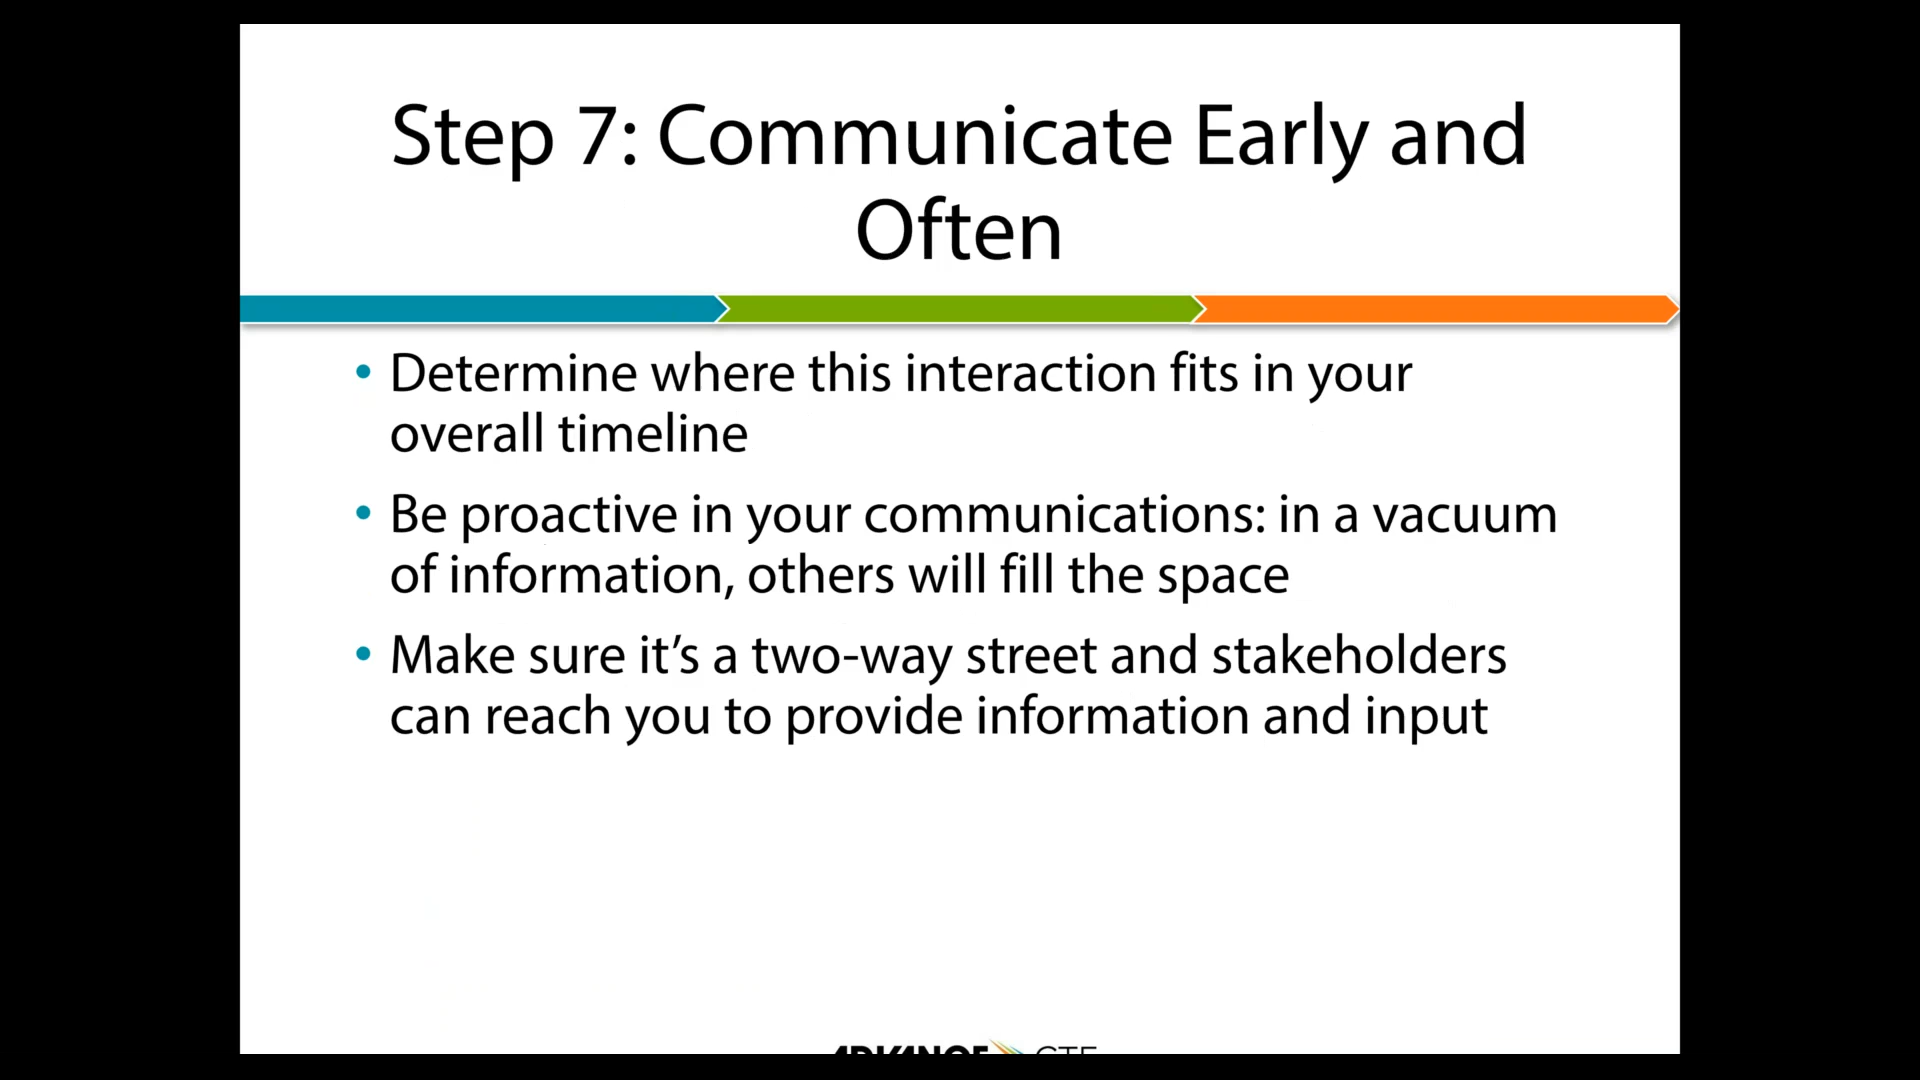 Step 7: Communicate Early and
Often
• Determine where this interaction fits in your
overall timeline
• Be proactive in your communications: in a vacuum
of information, others will fill the space
• Make sure it’s a two-way street and stakeholders
can reach you to provide information and input
ADVANCE CTE